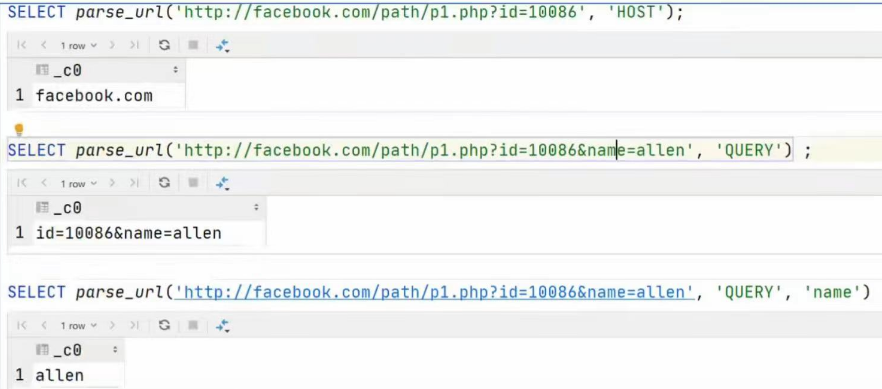 SELECT parse_url('http://facebook.com/path/p1.php?id=10086', 'HOST');
1 row
_c0
1 facebook.com
SELECT parse_url('http://facebook.com/path/p1.php?id=10086&name=allen', 'QUERY') ;
1 row
_c0
1 id=10086&name=allen
SELECT parse_url('http://facebook.com/path/p1.php?id=10086&name=allen', 'QUERY', 'name')
1 row
_c0
1 allen